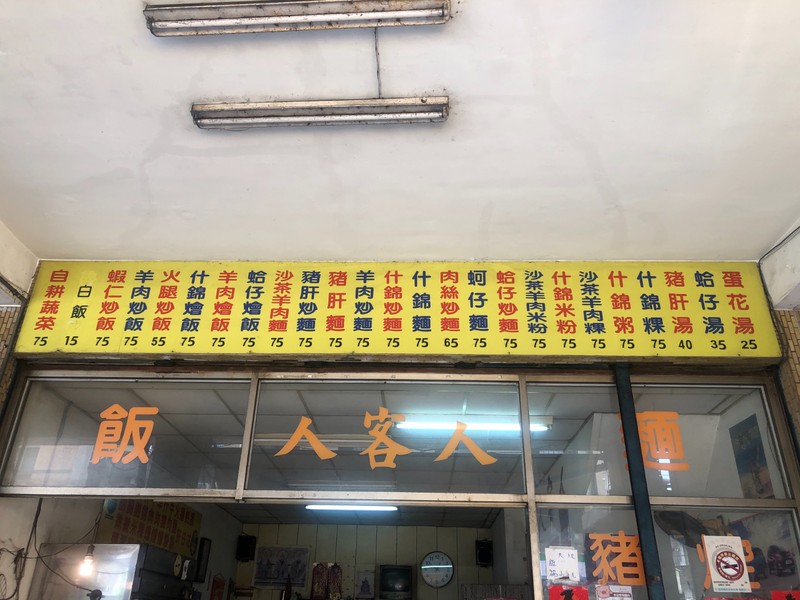 蛋花湯 25
蛤仔湯 35
豬肝湯 40
什錦粿 75
什錦粥 75
沙茶羊肉粿 75
什錦米粉 75
沙茶羊肉米粉 75
蛤仔炒麵 75
蚵仔麵 75
肉絲炒麵 65
什錦麵 75
什錦炒麵 75
羊肉炒麵 75
豬肝麵 75
豬肝炒麵 75
沙茶羊肉麵 75
蛤仔燴飯 75
羊肉燴飯 75
什錦燴飯 75
火腿炒飯 55
羊肉炒飯 75
蝦仁炒飯 75
白飯 15
自耕蔬菜 75
麵
人客人
飯
豬